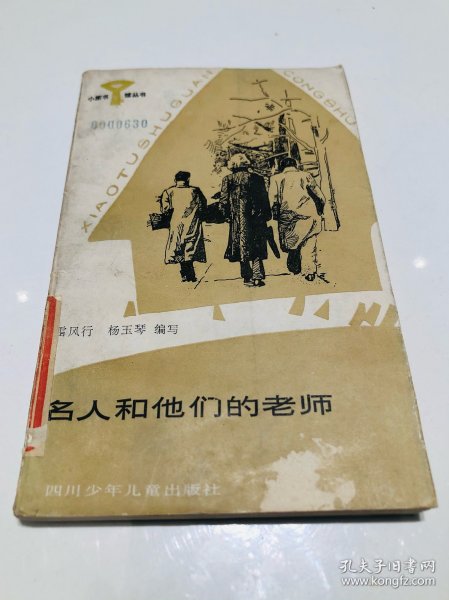 小图书馆丛书
0000630
XIAOTUSHUGUAN CONGSHU
雷风行 杨玉琴 编写
名人和他们的老师
四川少年儿童出版社
孔夫子旧书网
www.kongfz.com